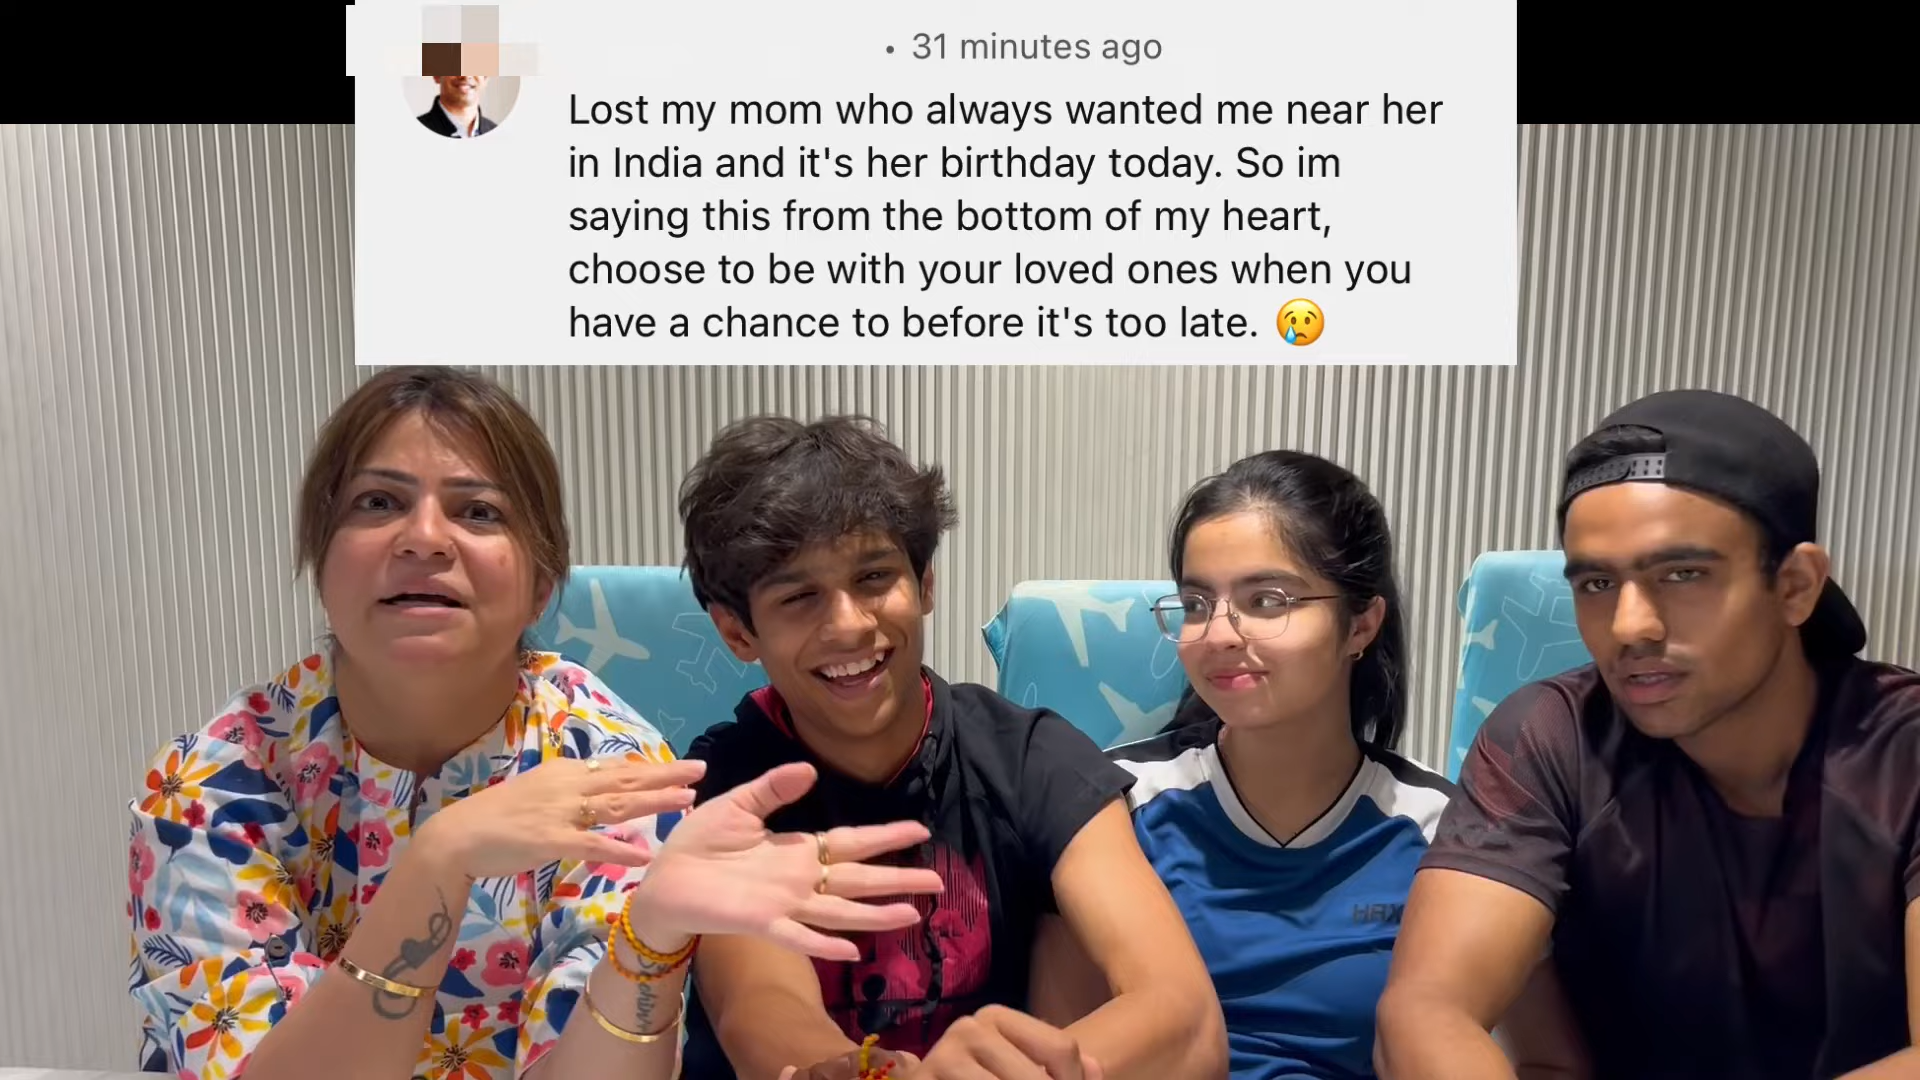 • 31 minutes ago
Lost my mom who always wanted me near her
in India and it's her birthday today. So im
saying this from the bottom of my heart,
choose to be with your loved ones when you
have a chance to before it's too late. 😢